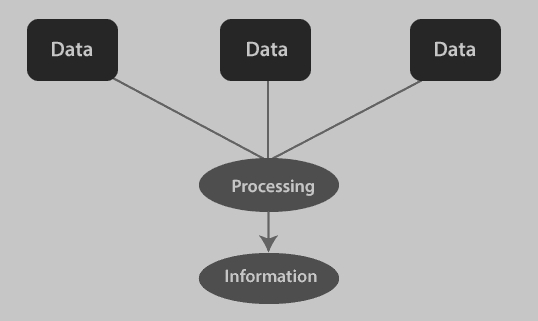 Data
Data
Data
Processing
Information